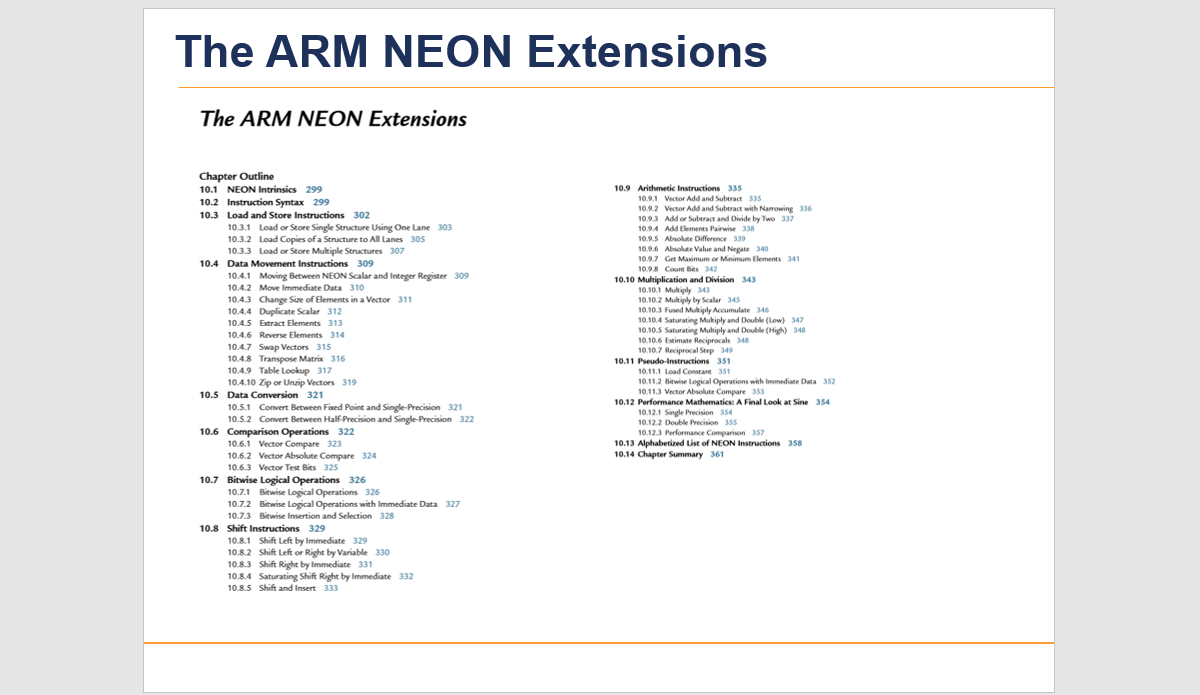 The ARM NEON Extensions
The ARM NEON Extensions
Chapter Outline
10.1 NEON Intrinsics 299
10.2 Instruction Syntax 299
10.3 Load and Store Instructions 302
10.3.1 Load or Store Single Structure Using One Lane 303
10.3.2 Load Copies of a Structure to All Lanes 305
10.3.3 Load or Store Multiple Structures 307
10.4 Data Movement Instructions 309
10.4.1 Moving Between NEON Scalar and Integer Register 309
10.4.2 Move Immediate Data 310
10.4.3 Change Size of Elements in a Vector 311
10.4.4 Duplicate Scalar 312
10.4.5 Extract Elements 313
10.4.6 Reverse Elements 314
10.4.7 Swap Vectors 315
10.4.8 Transpose Matrix 316
10.4.9 Table Lookup 317
10.4.10 Zip or Unzip Vectors 319
10.5 Data Conversion 321
10.5.1 Convert Between Fixed Point and Single-Precision 321
10.5.2 Convert Between Half-Precision and Single-Precision 322
10.6 Comparison Operations 322
10.6.1 Vector Compare 323
10.6.2 Vector Absolute Compare 324
10.6.3 Vector Test Bits 325
10.7 Bitwise Logical Operations 326
10.7.1 Bitwise Logical Operations 326
10.7.2 Bitwise Logical Operations with Immediate Data 327
10.7.3 Bitwise Insertion and Selection 328
10.8 Shift Instructions 329
10.8.1 Shift Left by Immediate 329
10.8.2 Shift Left or Right by Variable 330
10.8.3 Shift Right by Immediate 331
10.8.4 Saturating Shift Right by Immediate 332
10.8.5 Shift and Insert 333
10.9 Arithmetic Instructions 335
10.9.1 Vector Add and Subtract 335
10.9.2 Vector Add and Subtract with Narrowing 336
10.9.3 Add or Subtract and Divide by Two 337
10.9.4 Add Elements Pairwise 338
10.9.5 Absolute Difference 339
10.9.6 Absolute Value and Negate 340
10.9.7 Get Maximum or Minimum Elements 341
10.9.8 Count Bits 342
10.10 Multiplication and Division 343
10.10.1 Multiply 343
10.10.2 Multiply by Scalar 345
10.10.3 Fused Multiply Accumulate 346
10.10.4 Saturating Multiply and Double (Low) 347
10.10.5 Saturating Multiply and Double (High) 348
10.10.6 Estimate Reciprocals 348
10.10.7 Reciprocal Step 349
10.11 Pseudo-Instructions 351
10.11.1 Load Constant 351
10.11.2 Bitwise Logical Operations with Immediate Data 352
10.11.3 Vector Absolute Compare 353
10.12 Performance Mathematics: A Final Look at Sine 354
10.12.1 Single Precision 354
10.12.2 Double Precision 355
10.12.3 Performance Comparison 357
10.13 Alphabetized List of NEON Instructions 358
10.14 Chapter Summary 361